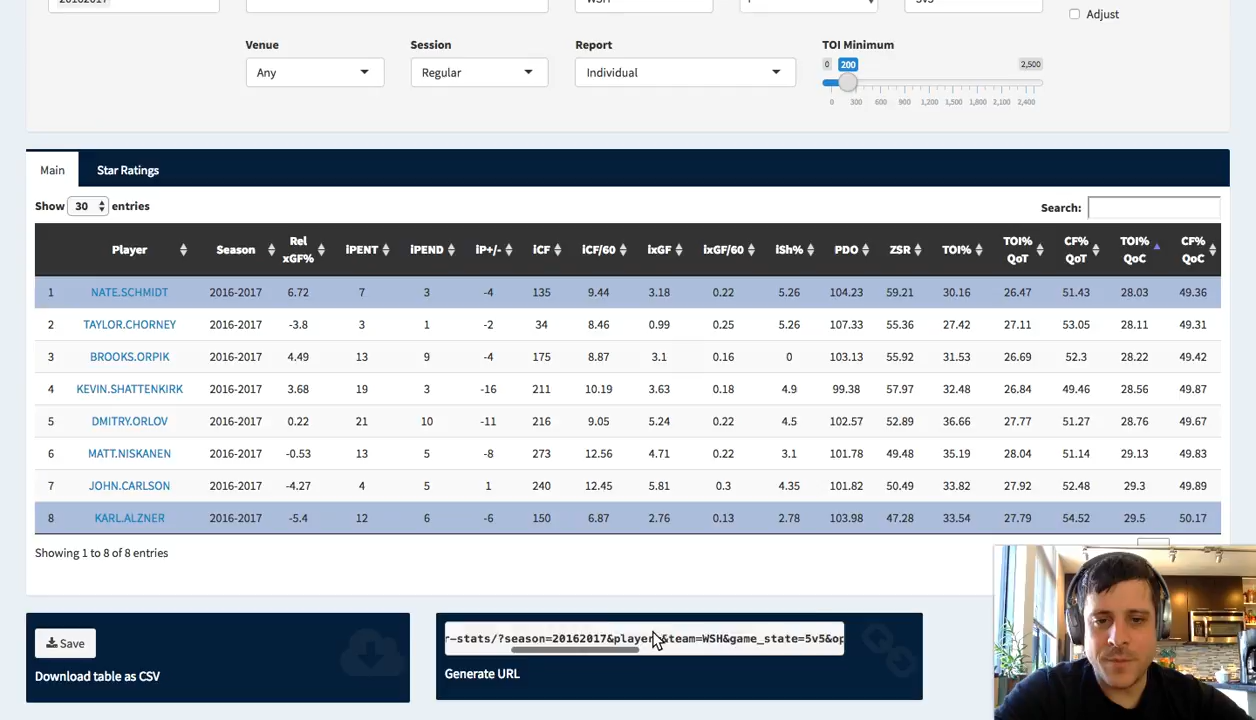 20162017
WSH
5v5
Adjust
Venue Session Report TOI Minimum
Any Regular Individual
0 200 2,500
0 300 600 900 1,200 1,500 1,800 2,100 2,400
Main Star Ratings
Show 30 entries Search:
Player Season Rel xGF% iPENT iPEND iP+/- iCF iCF/60 ixGF ixGF/60 iSh% PDO ZSR TOI% TOI% QoT CF% QoT TOI% QoC CF% QoC
1 NATE.SCHMIDT 2016-2017 6.72 7 3 -4 135 9.44 3.18 0.22 5.26 104.23 59.21 30.16 26.47 51.43 28.03 49.36
2 TAYLOR.CHORNEY 2016-2017 -3.8 3 1 -2 34 8.46 0.99 0.25 5.26 107.33 55.36 27.42 27.11 53.05 28.11 49.31
3 BROOKS.ORPIK 2016-2017 4.49 13 9 -4 175 8.87 3.1 0.16 0 103.13 55.92 31.53 26.69 52.3 28.22 49.42
4 KEVIN.SHATTENKIRK 2016-2017 3.68 19 3 -16 211 10.19 3.63 0.18 4.9 99.38 57.97 32.48 26.84 49.46 28.56 49.87
5 DMITRY.ORLOV 2016-2017 0.22 21 10 -11 216 9.05 5.24 0.22 4.5 102.57 52.89 36.66 27.77 51.27 28.76 49.67
6 MATT.NISKANEN 2016-2017 -0.53 13 5 -8 273 12.56 4.71 0.22 3.1 101.78 49.48 35.19 28.04 51.14 29.13 49.83
7 JOHN.CARLSON 2016-2017 -4.27 4 5 1 240 12.45 5.81 0.3 4.35 101.82 50.49 33.82 27.92 52.48 29.3 49.89
8 KARL.ALZNER 2016-2017 -5.4 12 6 -6 150 6.87 2.76 0.13 2.78 103.98 47.28 33.54 27.79 54.52 29.5 50.17
Showing 1 to 8 of 8 entries
r-stats/?season=20162017&player &team=WSH&game_state=5v5&op
Save
Download table as CSV Generate URL